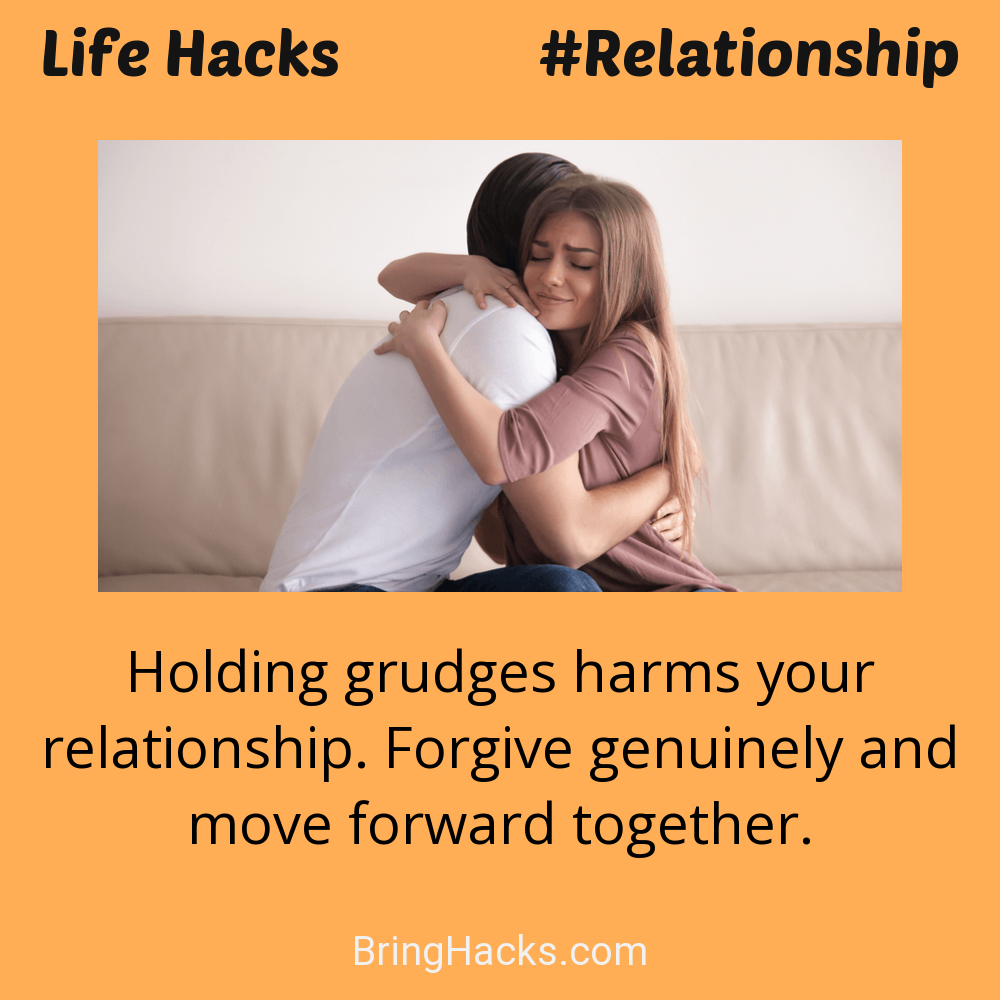 Life Hacks #Relationship
Holding grudges harms your
relationship. Forgive genuinely and
move forward together.
BringHacks.com